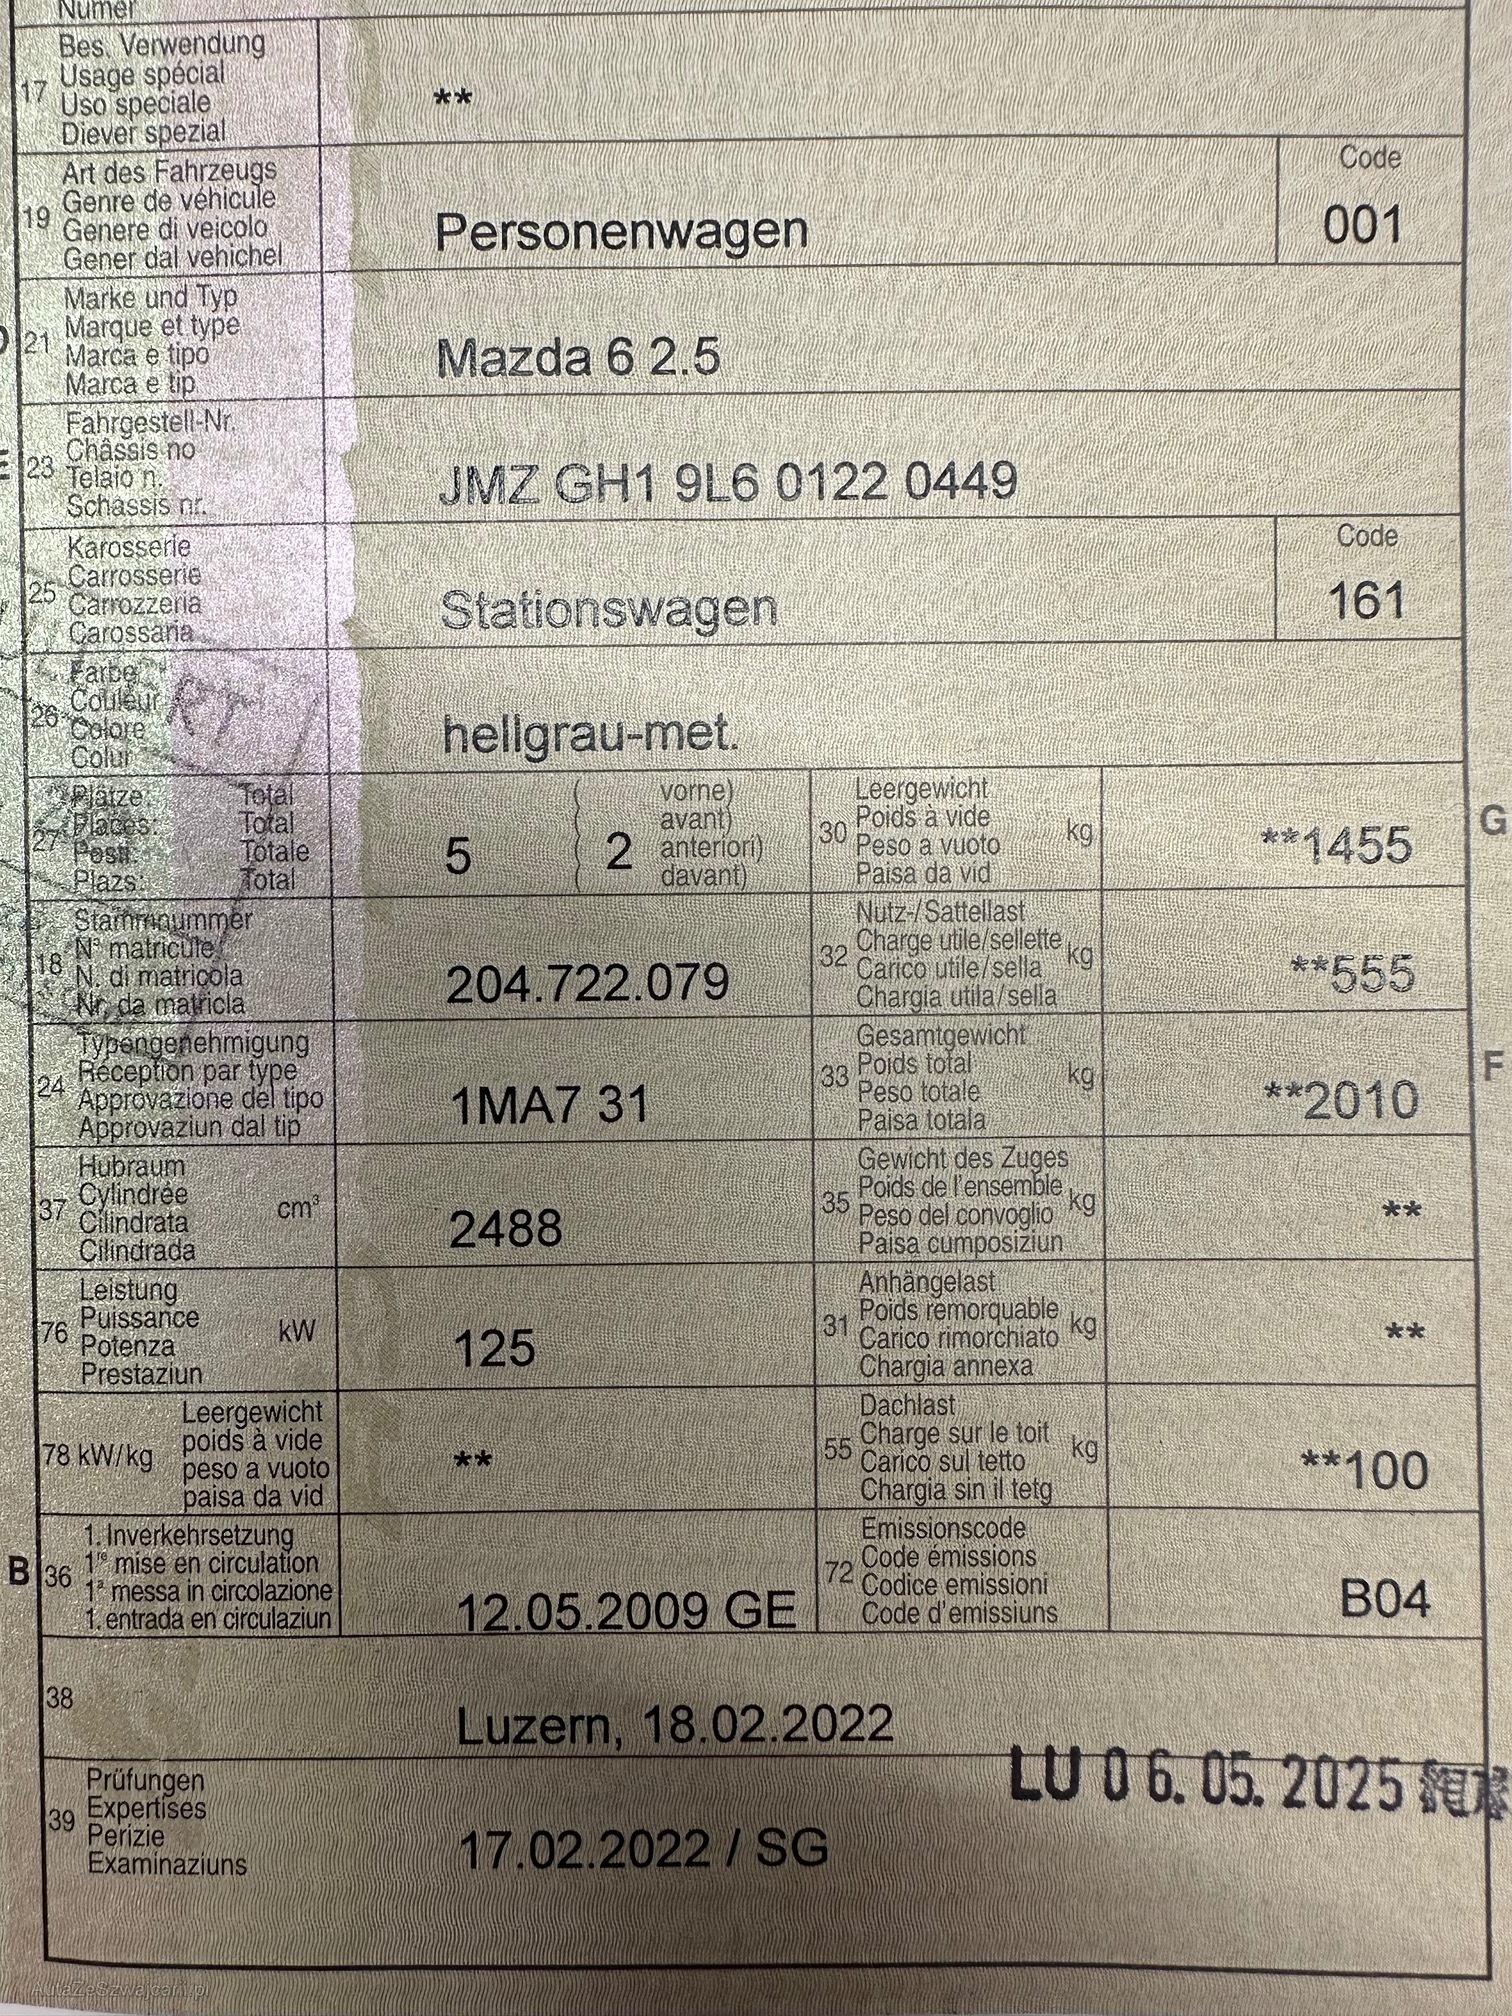 Numer
17 Bes. Verwendung
Usage spécial
Uso speciale
Diever spezial
**
19 Art des Fahrzeugs
Genre de véhicule
Genere di veicolo
Gener dal vehichel
Personenwagen
Code
001
21 Marke und Typ
Marque et type
Marca e tipo
Marca e tip
Mazda 6 2.5
23 Fahrgestell-Nr.
Châssis no
Telaio n.
Schassis nr.
JMZ GH1 9L6 0122 0449
25 Karosserie
Carrosserie
Carrozzeria
Carossaria
Stationswagen
Code
161
26 Farbe
Couleur
Colore
Colur
hellgrau-met.
27 Plätze: Total
Places: Total
Posti: Totale
Plazs: Total
5 ( 2 vorne)
avant)
anteriori)
davant)
30 Leergewicht
Poids à vide kg
Peso a vuoto
Paisa da vid
**1455
G
18 Stammnummer
N° matricule
N. di matricola
Nr. da matricla
204.722.079
32 Nutz-/Sattellast
Charge utile/sellette kg
Carico utile/sella
Chargia utila/sella
**555
24 Typengenehmigung
Réception par type
Approvazione del tipo
Approvaziun dal tip
1MA7 31
33 Gesamtgewicht
Poids total kg
Peso totale
Paisa totala
**2010
F
37 Hubraum
Cylindrée cm³
Cilindrata
Cilindrada
2488
35 Gewicht des Zuges
Poids de l'ensemble kg
Peso del convoglio
Paisa cumposiziun
**
76 Leistung
Puissance kW
Potenza
Prestaziun
125
31 Anhängelast
Poids remorquable kg
Carico rimorchiato
Chargia annexa
**
78 kW/kg Leergewicht
poids à vide
peso a vuoto
paisa da vid
**
55 Dachlast
Charge sur le toit kg
Carico sul tetto
Chargia sin il tetg
**100
B 36 1. Inverkehrsetzung
1re mise en circulation
1a messa in circolazione
1. entrada en circulaziun
12.05.2009 GE
72 Emissionscode
Code émissions
Codice emissioni
Code d'emissiuns
B04
38
Luzern, 18.02.2022
LU 06.05.2025
39 Prüfungen
Expertises
Perizie
Examinaziuns
17.02.2022 / SG
AutaZeSzwajcarii.pl